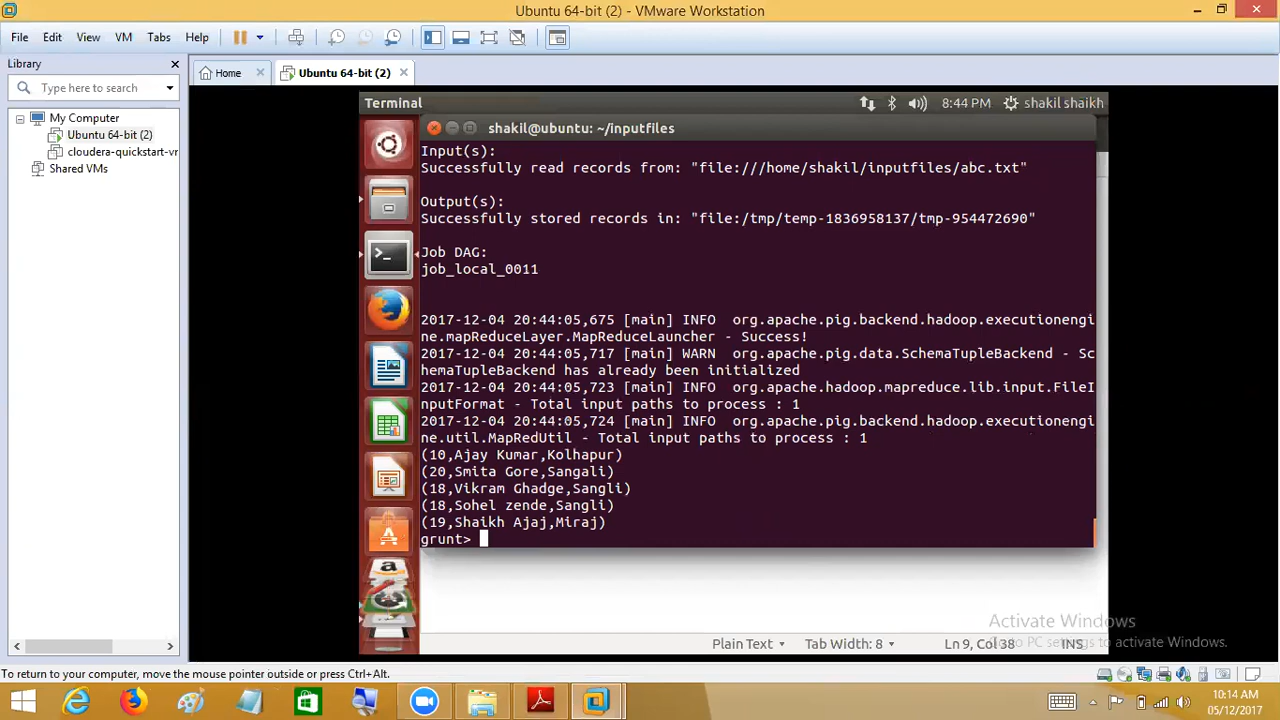 Ubuntu 64-bit (2) - VMware Workstation
File Edit View VM Tabs Help
Library
Type here to search
My Computer
Ubuntu 64-bit (2)
cloudera-quickstart-vr
Shared VMs
Home
Ubuntu 64-bit (2)
Terminal
8:44 PM shakil shaikh
shakil@ubuntu: ~/inputfiles
Input(s):
Successfully read records from: "file:///home/shakil/inputfiles/abc.txt"
Output(s):
Successfully stored records in: "file:/tmp/temp-1836958137/tmp-954472690"
Job DAG:
job_local_0011
2017-12-04 20:44:05,675 [main] INFO  org.apache.pig.backend.hadoop.executionengi
ne.mapReduceLayer.MapReduceLauncher - Success!
2017-12-04 20:44:05,717 [main] WARN  org.apache.pig.data.SchemaTupleBackend - Sc
hemaTupleBackend has already been initialized
2017-12-04 20:44:05,723 [main] INFO  org.apache.hadoop.mapreduce.lib.input.FileI
nputFormat - Total input paths to process : 1
2017-12-04 20:44:05,724 [main] INFO  org.apache.pig.backend.hadoop.executionengi
ne.util.MapRedUtil - Total input paths to process : 1
(10,Ajay Kumar,Kolhapur)
(20,Smita Gore,Sangali)
(18,Vikram Ghadge,Sangli)
(18,Sohel zende,Sangli)
(19,Shaikh Ajaj,Miraj)
grunt>
Activate Windows
Go to PC settings to activate Windows.
Plain Text Tab Width: 8 Ln 9, Col 38 INS
To return to your computer, move the mouse pointer outside or press Ctrl+Alt.
10:14 AM
05/12/2017